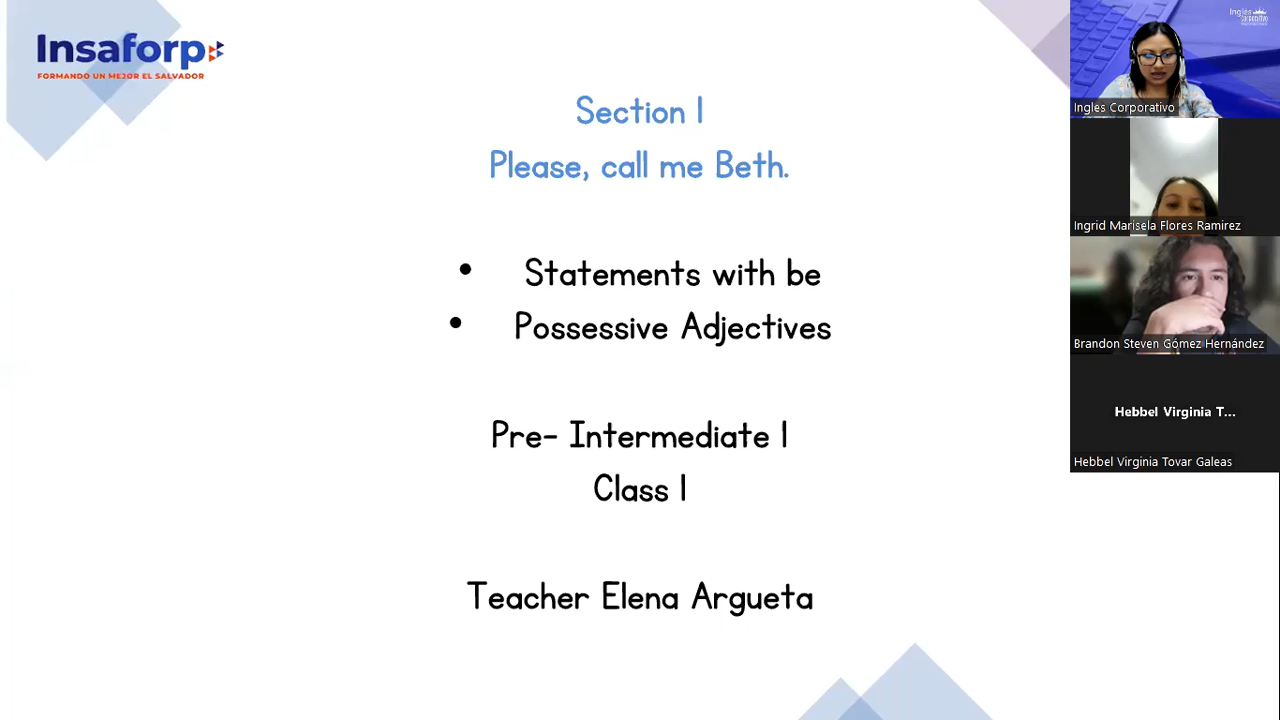 Insaforp
FORMANDO UN MEJOR EL SALVADOR
Section 1
Please, call me Beth.
• Statements with be
• Possessive Adjectives
Pre- Intermediate 1
Class 1
Teacher Elena Argueta
Ingles
Ingles Corporativo
Ingrid Marisela Flores Ramirez
Brandon Steven Gómez Hernández
Hebbel Virginia T...
Hebbel Virginia Tovar Galeas